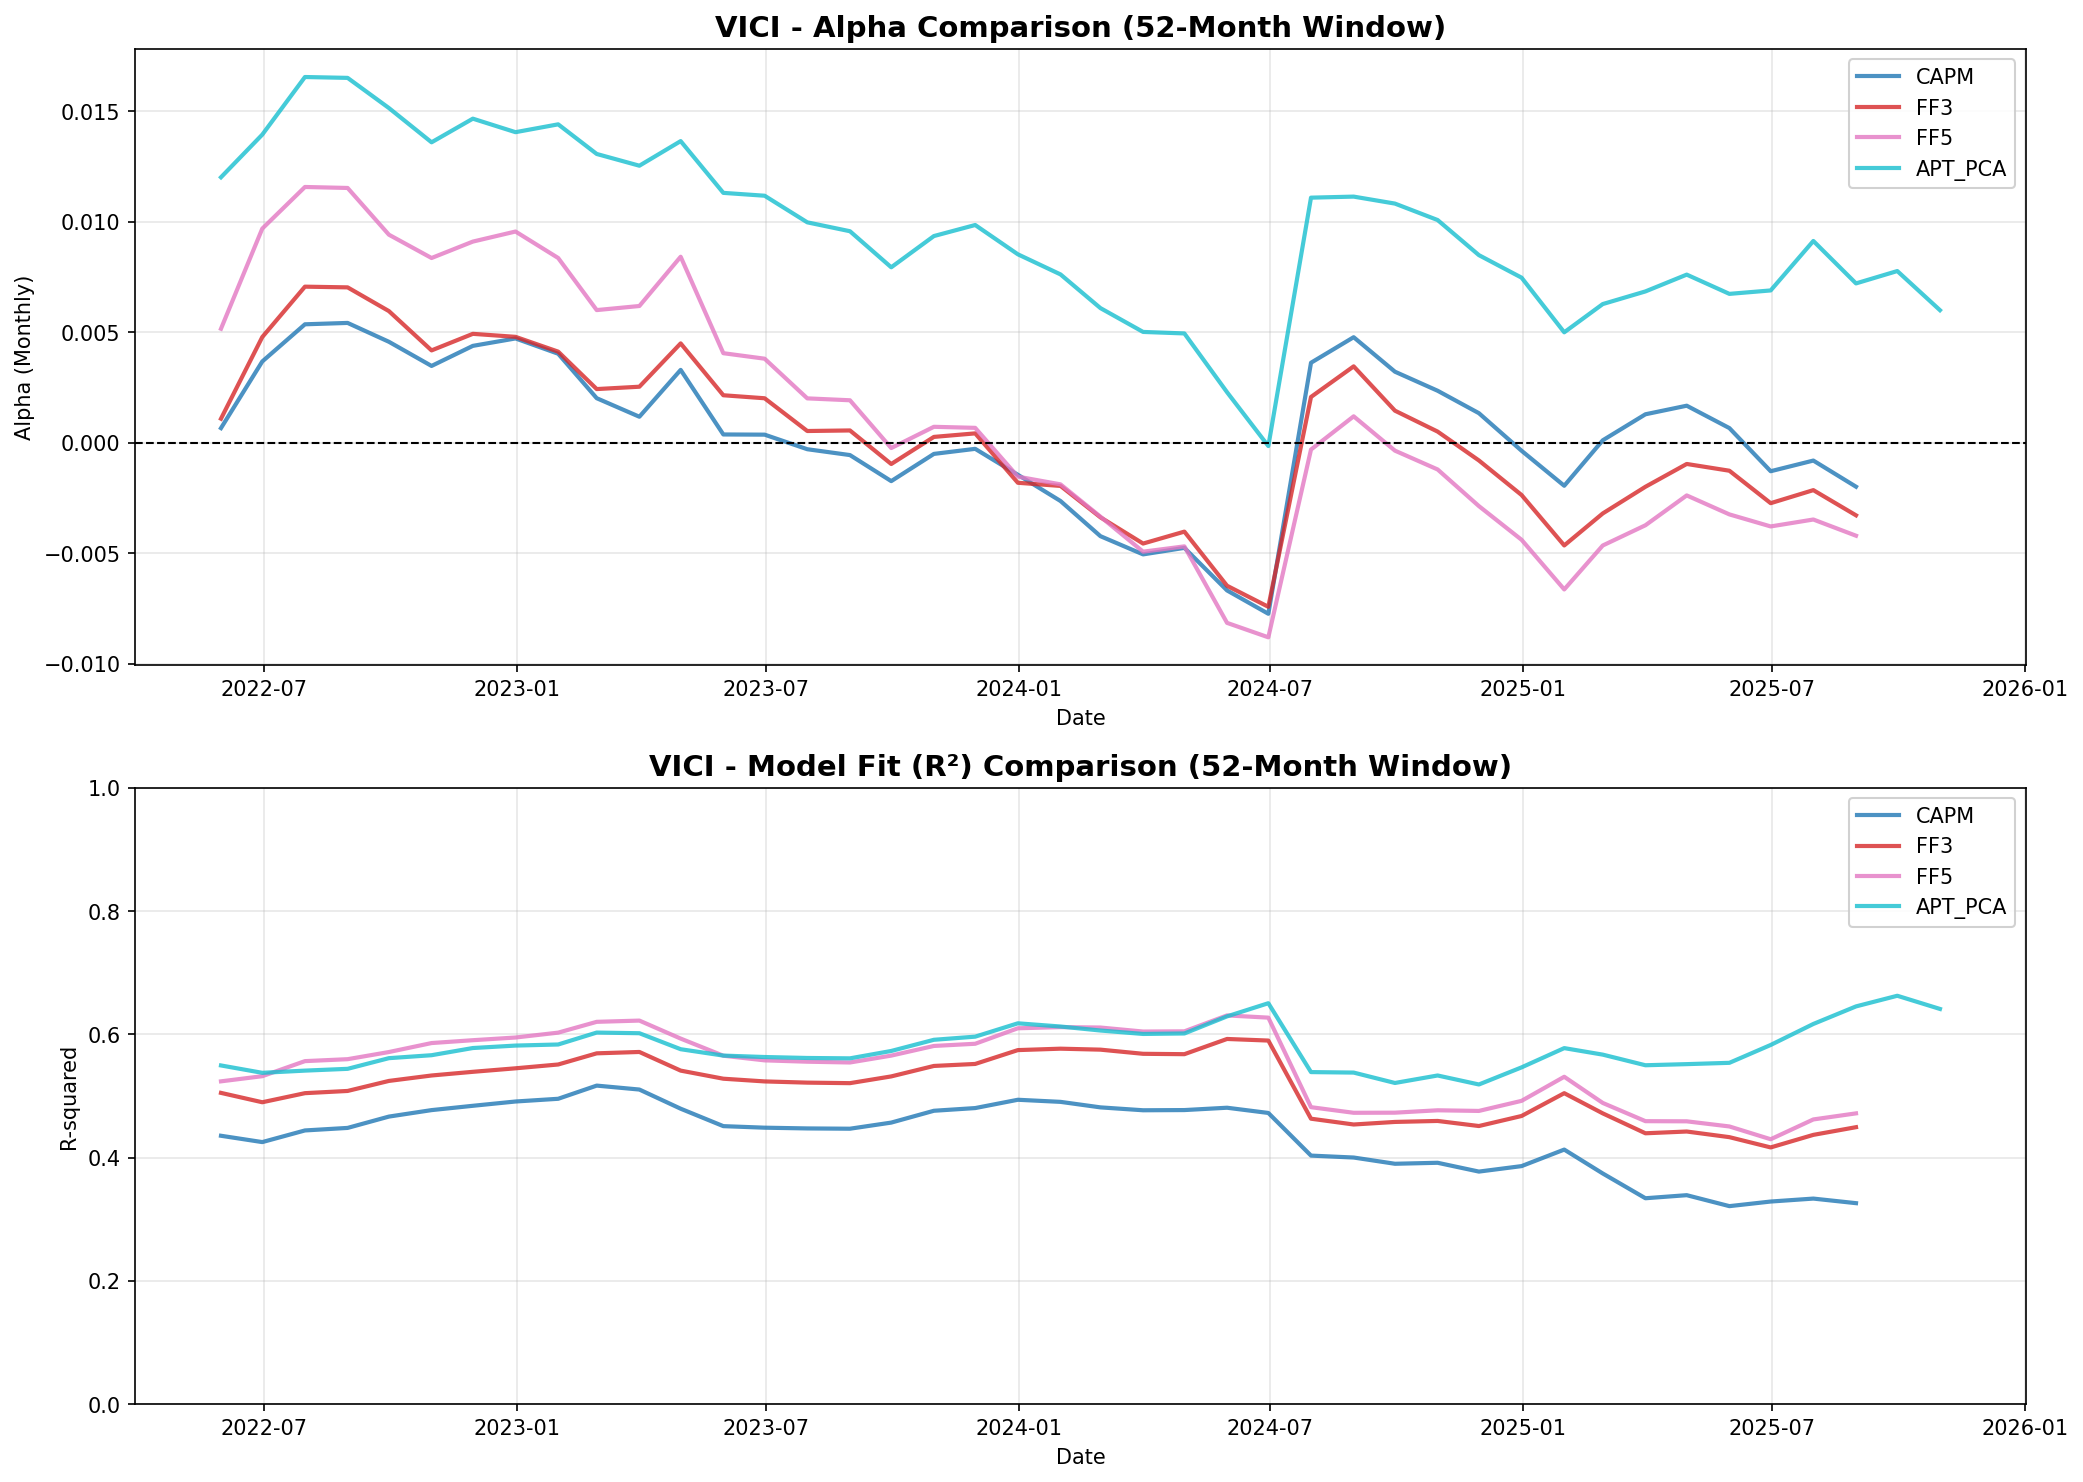 VICI - Alpha Comparison (52-Month Window)
CAPM
FF3
FF5
APT_PCA
Alpha (Monthly)
0.015
0.010
0.005
0.000
−0.005
−0.010
2022-07
2023-01
2023-07
2024-01
2024-07
2025-01
2025-07
2026-01
Date
VICI - Model Fit (R²) Comparison (52-Month Window)
CAPM
FF3
FF5
APT_PCA
R-squared
1.0
0.8
0.6
0.4
0.2
0.0
2022-07
2023-01
2023-07
2024-01
2024-07
2025-01
2025-07
2026-01
Date